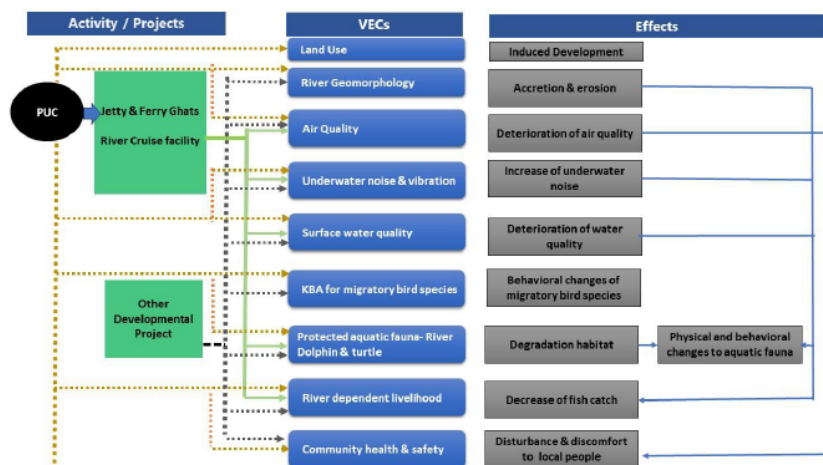 Activity / Projects
VECs
Effects
PUC
Jetty & Ferry Ghats
River Cruise facility
Other
Developmental
Project
Land Use
River Geomorphology
Air Quality
Underwater noise & vibration
Surface water quality
KBA for migratory bird species
Protected aquatic fauna- River
Dolphin & turtle
River dependent livelihood
Community health & safety
Induced Development
Accretion & erosion
Deterioration of air quality
Increase of underwater
noise
Deterioration of water
quality
Behavioral changes of
migratory bird species
Degradation habitat
Physical and behavioral
changes to aquatic fauna
Decrease of fish catch
Disturbance & discomfort
to local people